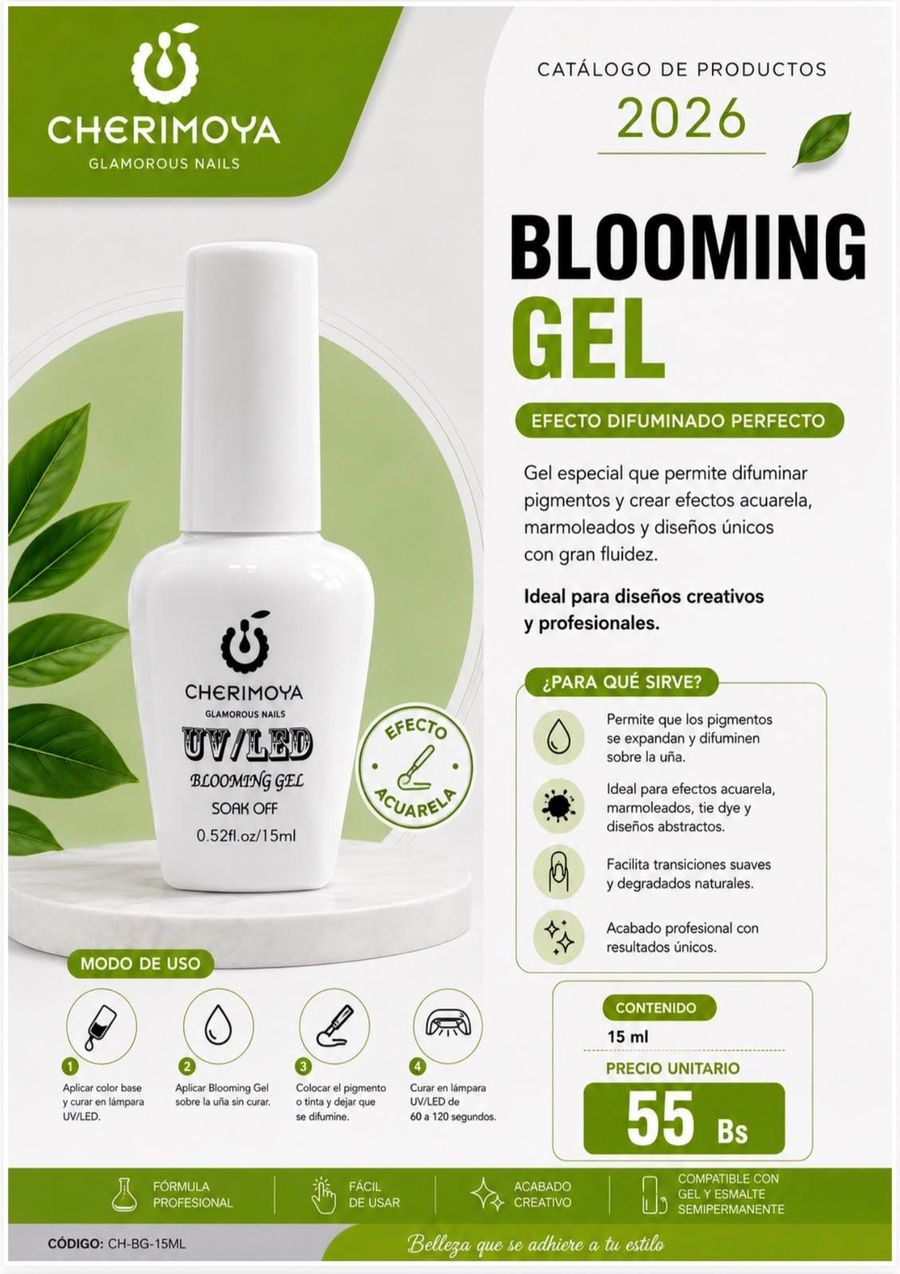 CHERIMOYA
GLAMOROUS NAILS
CATÁLOGO DE PRODUCTOS
2026
BLOOMING
GEL
EFECTO DIFUMINADO PERFECTO
Gel especial que permite difuminar
pigmentos y crear efectos acuarela,
marmoleados y diseños únicos
con gran fluidez.
Ideal para diseños creativos
y profesionales.
CHERIMOYA
GLAMOROUS NAILS
UV/LED
BLOOMING GEL
SOAK OFF
0.52fl.oz/15ml
EFECTO
ACUARELA
¿PARA QUÉ SIRVE?
Permite que los pigmentos
se expandan y difuminen
sobre la uña.
Ideal para efectos acuarela,
marmoleados, tie dye y
diseños abstractos.
Facilita transiciones suaves
y degradados naturales.
Acabado profesional con
resultados únicos.
MODO DE USO
1
Aplicar color base
y curar en lámpara
UV/LED.
2
Aplicar Blooming Gel
sobre la uña sin curar.
3
Colocar el pigmento
o tinta y dejar que
se difumine.
4
Curar en lámpara
UV/LED de
60 a 120 segundos.
CONTENIDO
15 ml
PRECIO UNITARIO
55 Bs
FÓRMULA
PROFESIONAL
FÁCIL
DE USAR
ACABADO
CREATIVO
COMPATIBLE CON
GEL Y ESMALTE
SEMIPERMANENTE
CÓDIGO: CH-BG-15ML
Belleza que se adhiere a tu estilo